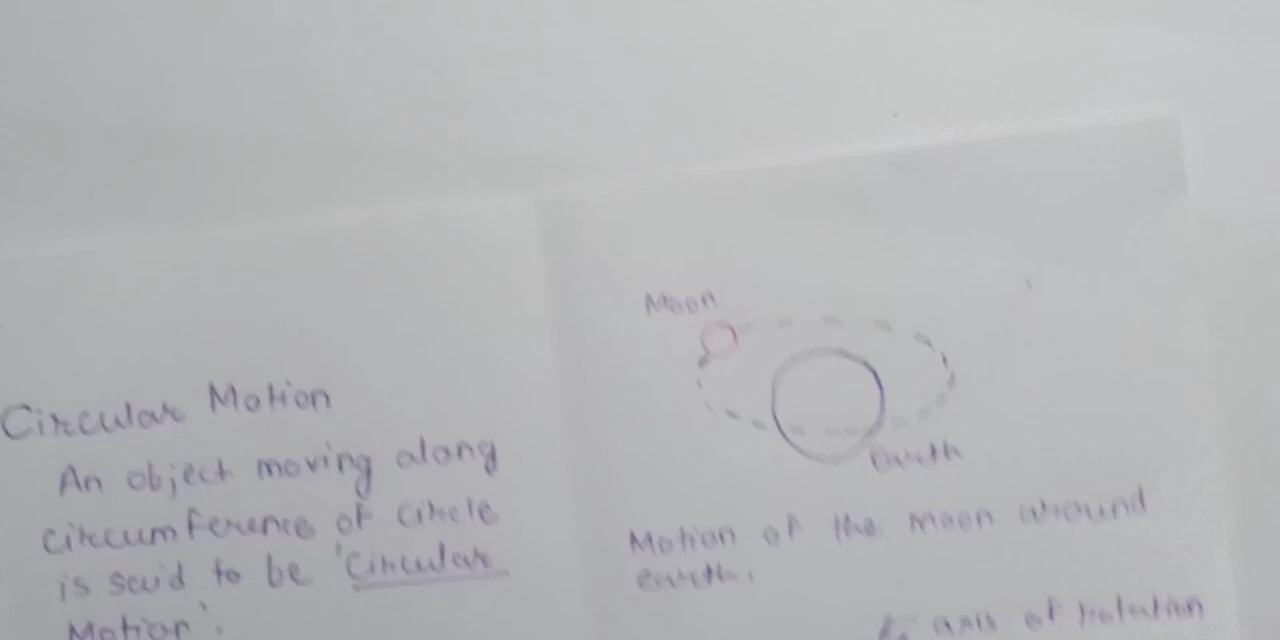 Circular Motion
An object moving along
circumference of circle
is said to be 'Circular
Motion'.
Moon
Earth
Motion of the Moon around
earth.
axis of rotation